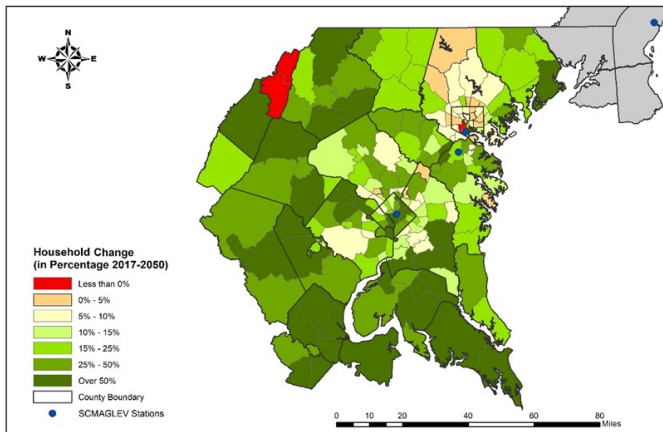 N
W E
S
Household Change
(in Percentage 2017-2050)
Less than 0%
0% - 5%
5% - 10%
10% - 15%
15% - 25%
25% - 50%
Over 50%
County Boundary
SCMAGLEV Stations
0 10 20 40 60 80
Miles